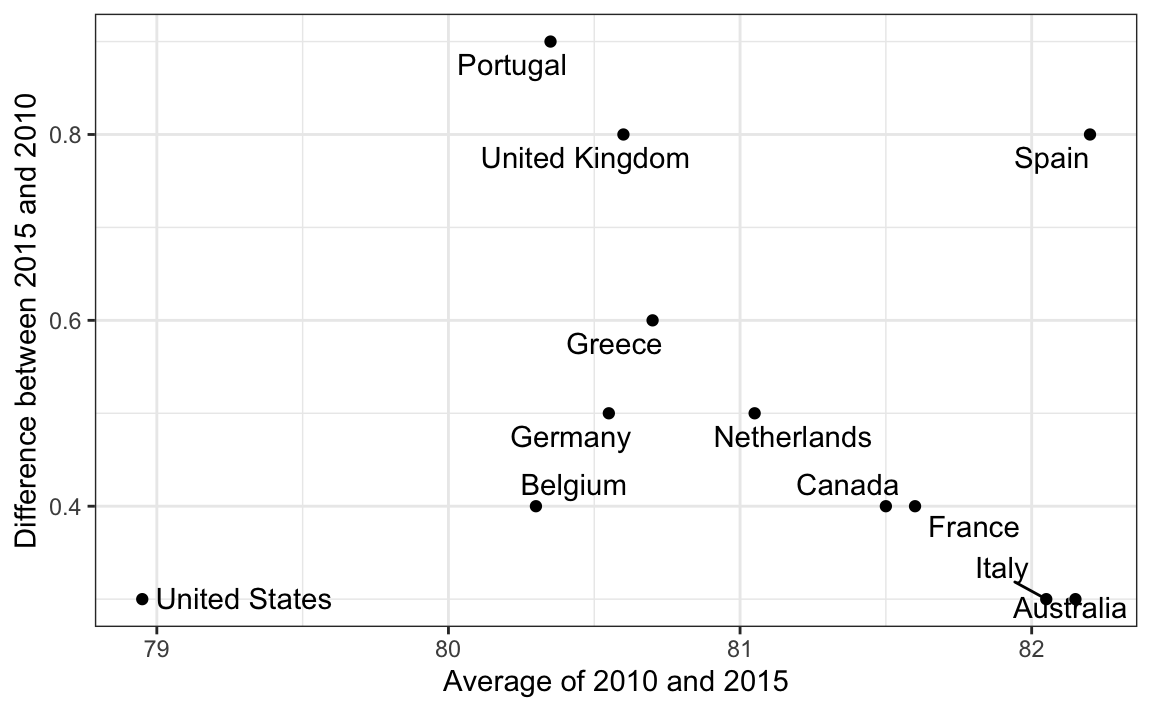 Difference between 2015 and 2010
0.8
0.6
0.4
Portugal
United Kingdom
Spain
Greece
Germany
Netherlands
Belgium
Canada
France
Italy
United States
Australia
79
80
81
82
Average of 2010 and 2015